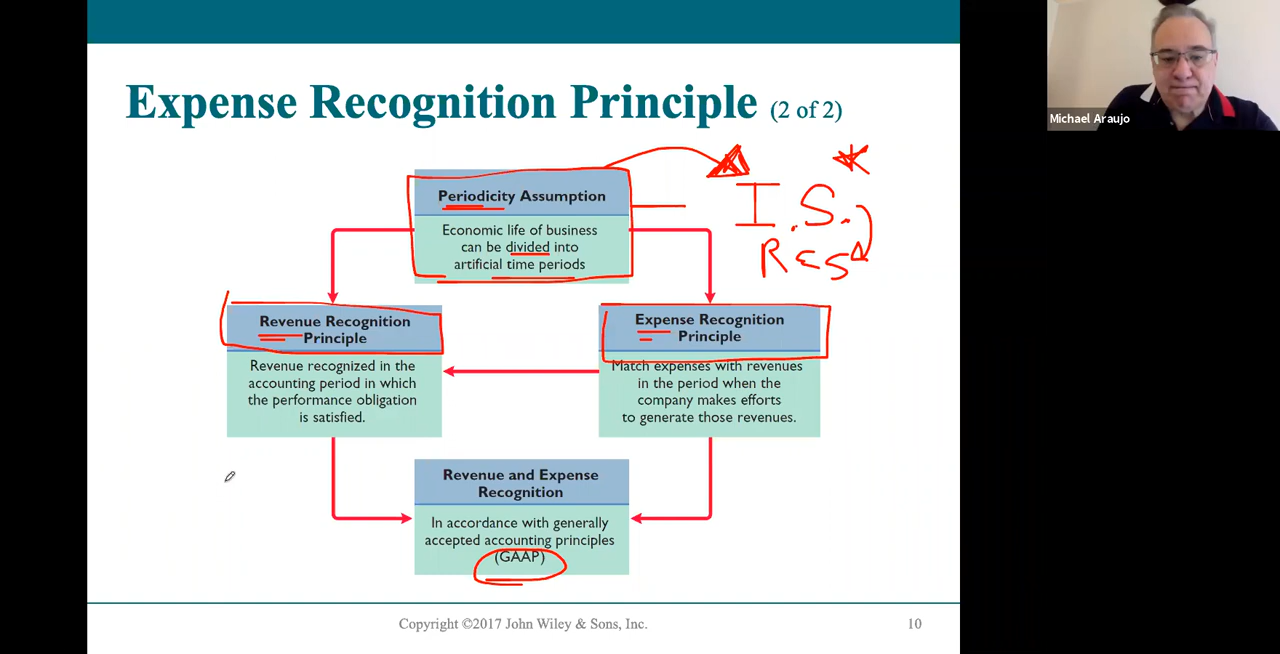 Expense Recognition Principle (2 of 2)
Michael Araujo
Periodicity Assumption
Economic life of business
can be divided into
artificial time periods
I.S.
RES
Revenue Recognition
Principle
Revenue recognized in the
accounting period in which
the performance obligation
is satisfied.
Expense Recognition
Principle
Match expenses with revenues
in the period when the
company makes efforts
to generate those revenues.
Revenue and Expense
Recognition
In accordance with generally
accepted accounting principles
(GAAP)
Copyright ©2017 John Wiley & Sons, Inc.
10